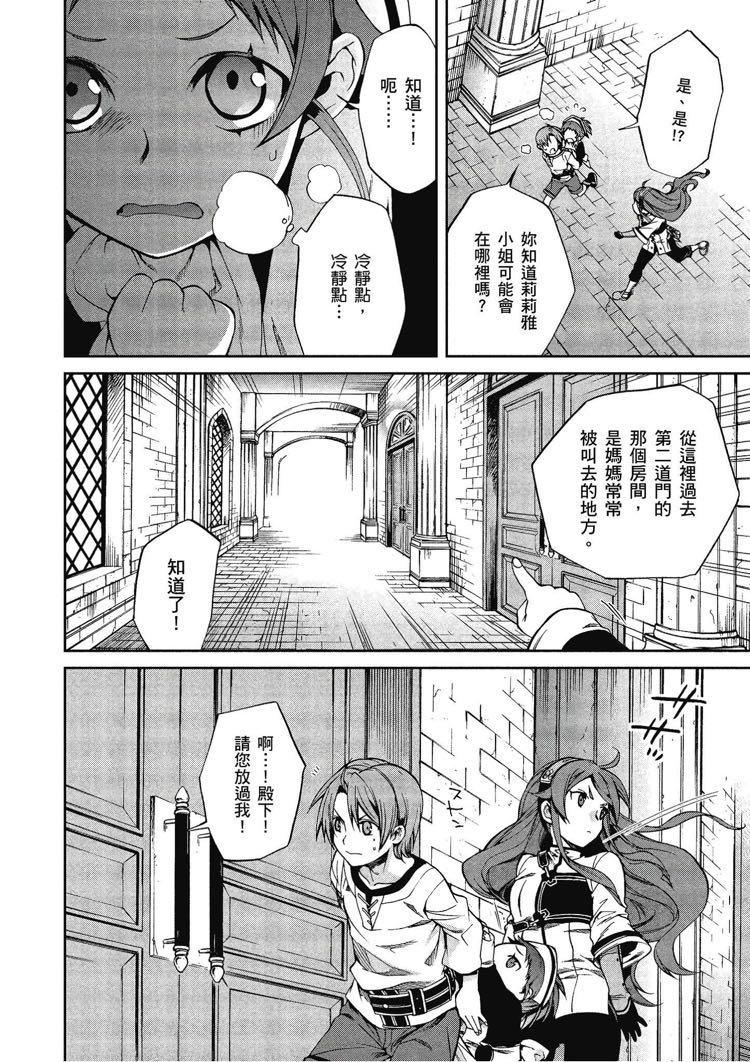 是、是!?
妳知道莉莉雅
小姐可能會
在哪裡嗎?
知道…!
呃……
冷靜點，
冷靜點…
從這裡過去
第二道門的
那個房間，
是媽媽常常
被叫去的地方。
知道了!
スナ…
啊…!殿下!
請您放過我!